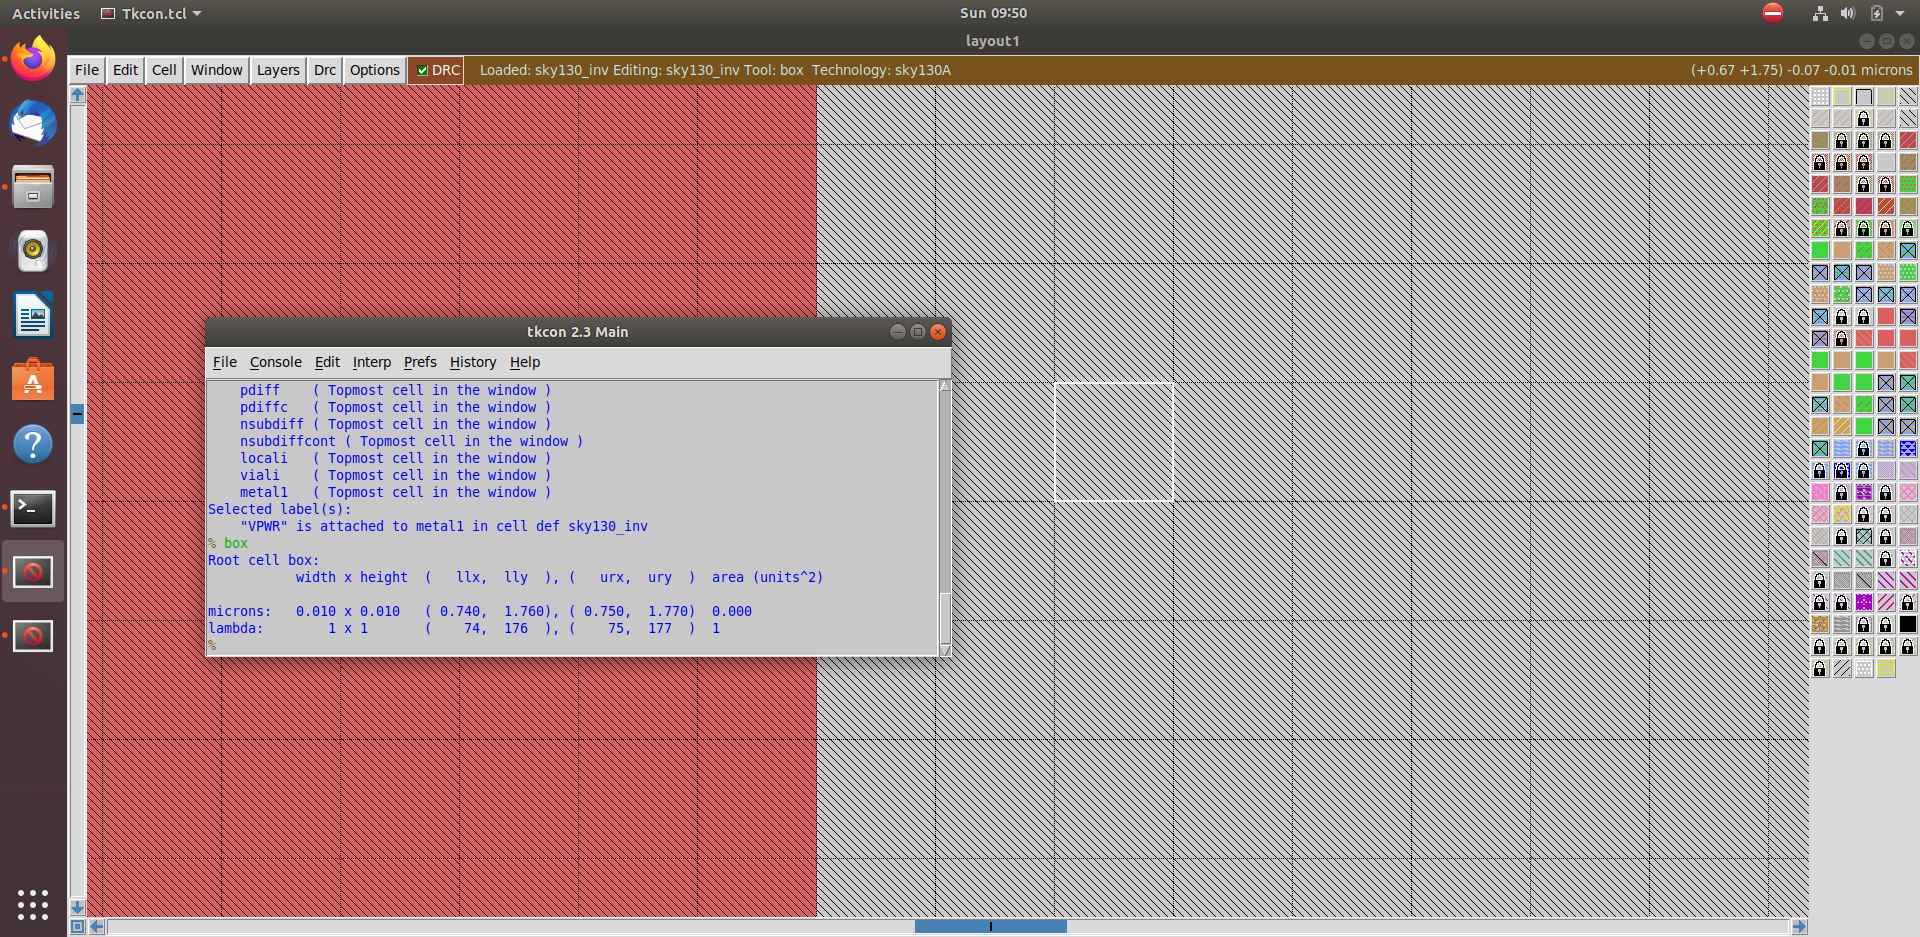 Activities Tkcon.tcl Sun 09:50
layout1
File Edit Cell Window Layers Drc Options DRC Loaded: sky130_inv Editing: sky130_inv Tool: box Technology: sky130A (+0.67 +1.75) -0.07 -0.01 microns
tkcon 2.3 Main
File Console Edit Interp Prefs History Help
pdiff ( Topmost cell in the window )
pdiffc ( Topmost cell in the window )
nsubdiff ( Topmost cell in the window )
nsubdiffcont ( Topmost cell in the window )
locali ( Topmost cell in the window )
viali ( Topmost cell in the window )
metal1 ( Topmost cell in the window )
Selected label(s):
"VPWR" is attached to metal1 in cell def sky130_inv
% box
Root cell box:
width x height ( llx, lly ), ( urx, ury ) area (units^2)
microns: 0.010 x 0.010 ( 0.740, 1.760), ( 0.750, 1.770) 0.000
lambda: 1 x 1 ( 74, 176 ), ( 75, 177 ) 1
%